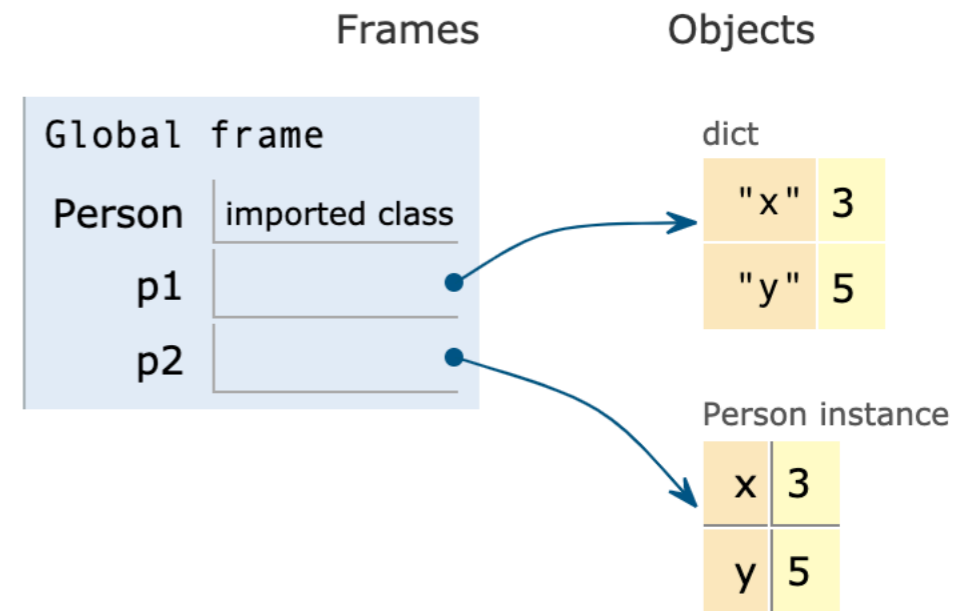 Frames Objects
Global frame
Person imported class
p1
p2
dict
"x" 3
"y" 5
Person instance
x 3
y 5